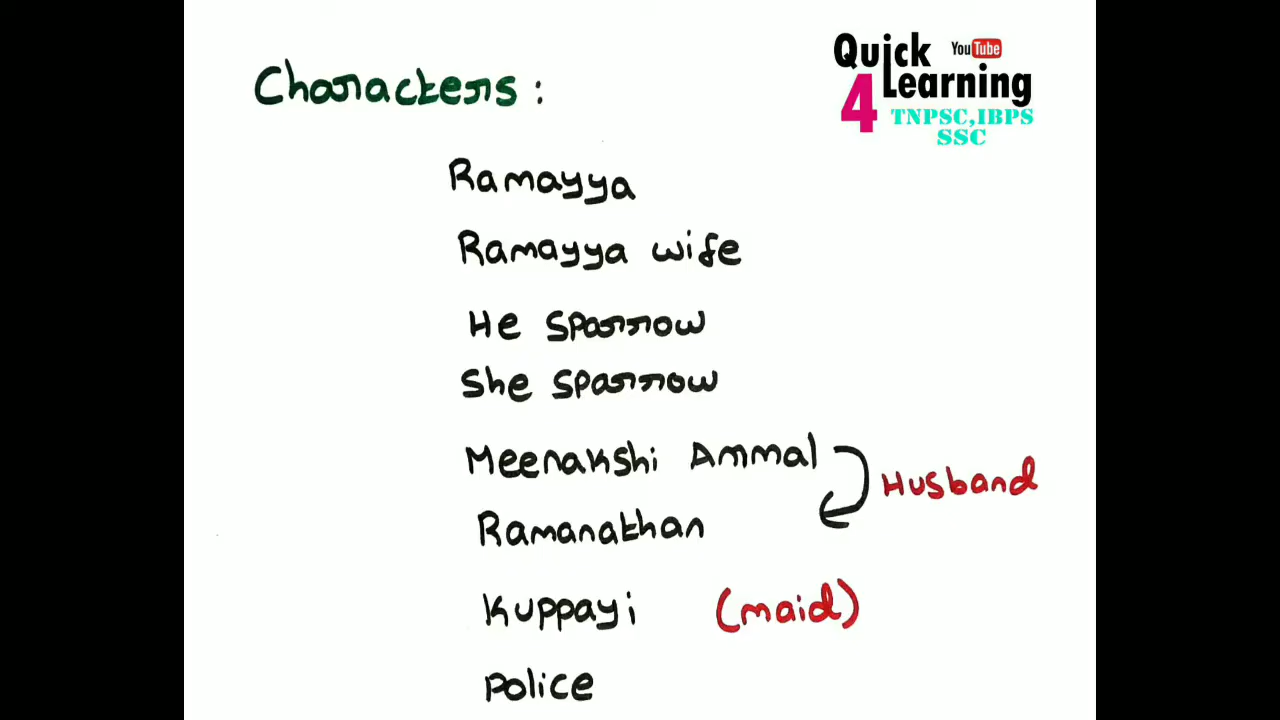 Characters :
Quick
YouTube
4 Learning
TNPSC,IBPS
SSC
Ramayya
Ramayya wife
He sparrow
She sparrow
Meenakshi Ammal
Husband
Ramanathan
Kuppayi (maid)
Police